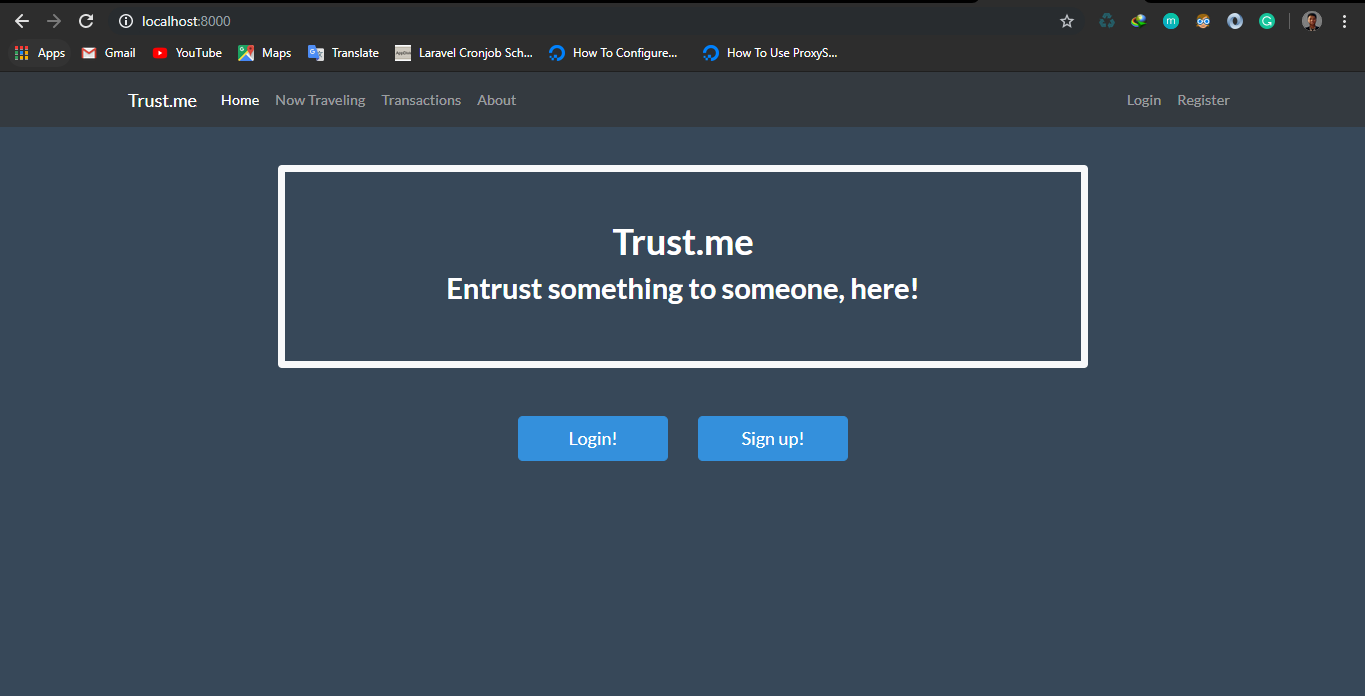 localhost:8000
Apps Gmail YouTube Maps Translate Laravel Cronjob Sch... How To Configure... How To Use ProxyS...
Trust.me Home Now Traveling Transactions About Login Register
Trust.me
Entrust something to someone, here!
Login! Sign up!